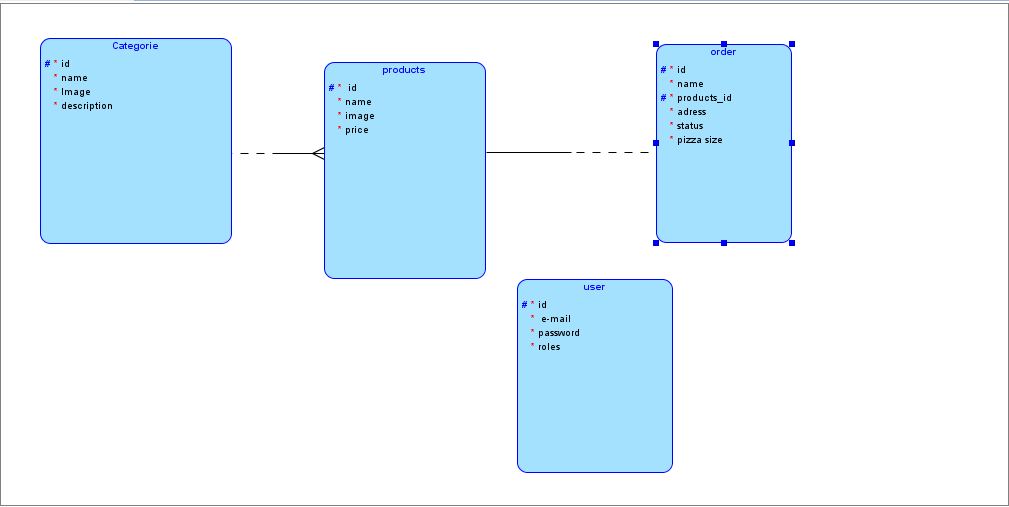 Categorie
# * id
* name
* Image
* description
products
# * id
* name
* image
* price
order
# * id
* name
# * products_id
* adress
* status
* pizza size
user
# * id
* e-mail
* password
* roles